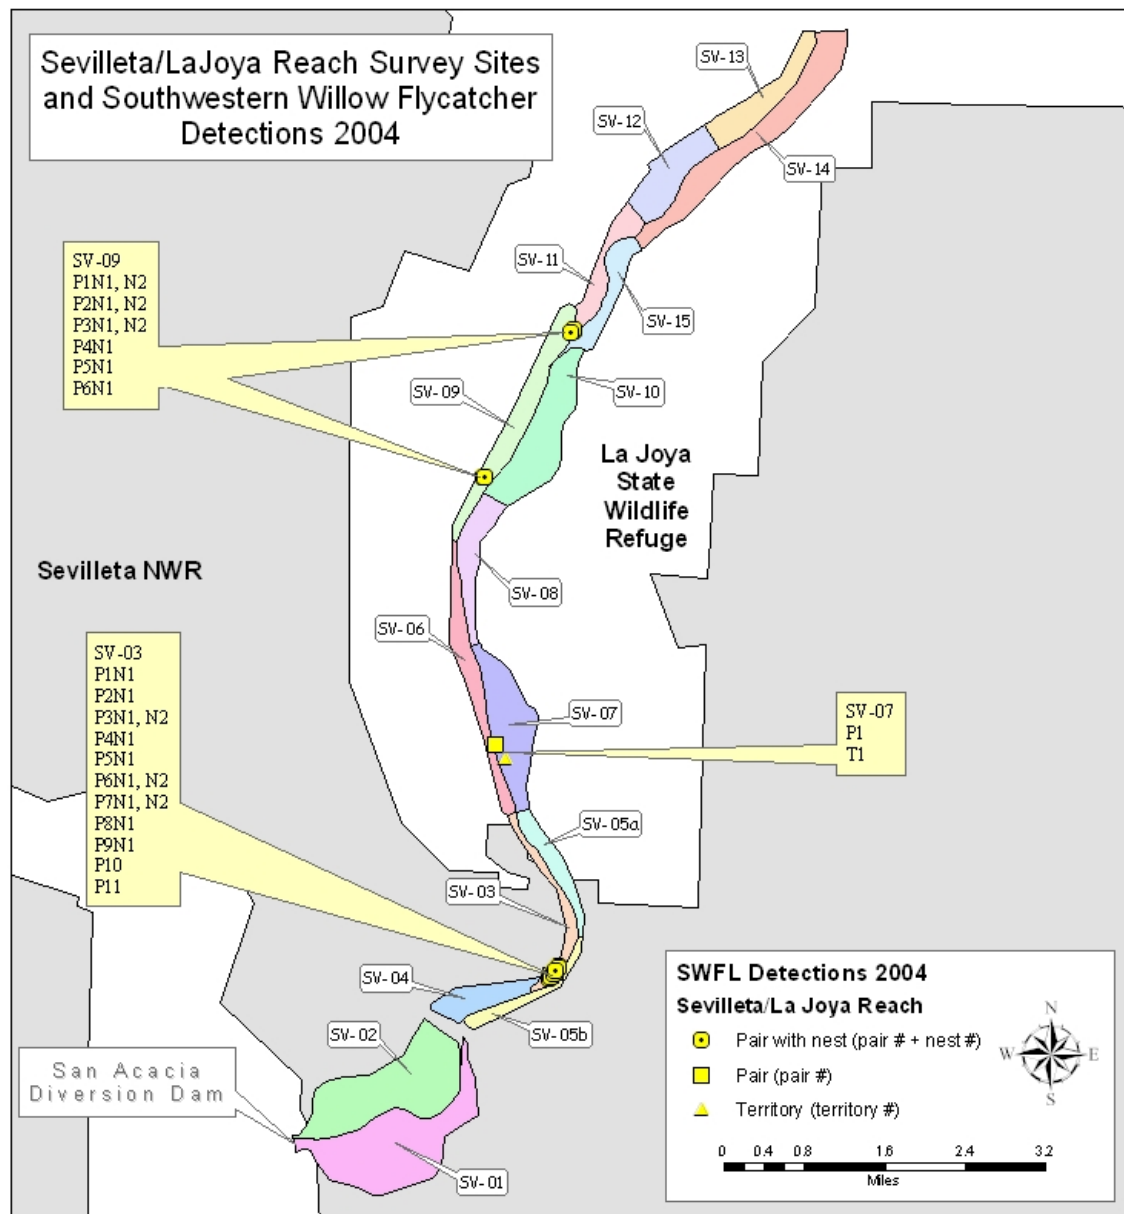 Sevilleta/LaJoya Reach Survey Sites
and Southwestern Willow Flycatcher
Detections 2004
SV-13
SV-12
SV-14
SV-11
SV-15
SV-09
P1N1, N2
P2N1, N2
P3N1, N2
P4N1
P5N1
P6N1
SV-10
SV-09
La Joya
State
Wildlife
Refuge
Sevilleta NWR
SV-08
SV-06
SV-03
P1N1
P2N1
P3N1, N2
P4N1
P5N1
P6N1, N2
P7N1, N2
P8N1
P9N1
P10
P11
SV-07
SV-07
P1
T1
SV-05a
SV-03
SV-04
SV-05b
SV-02
San Acacia
Diversion Dam
SV-01
SWFL Detections 2004
Sevilleta/La Joya Reach
Pair with nest (pair # + nest #)
Pair (pair #)
Territory (territory #)
N
W E
S
0 0.4 0.8 1.6 2.4 3.2
Miles